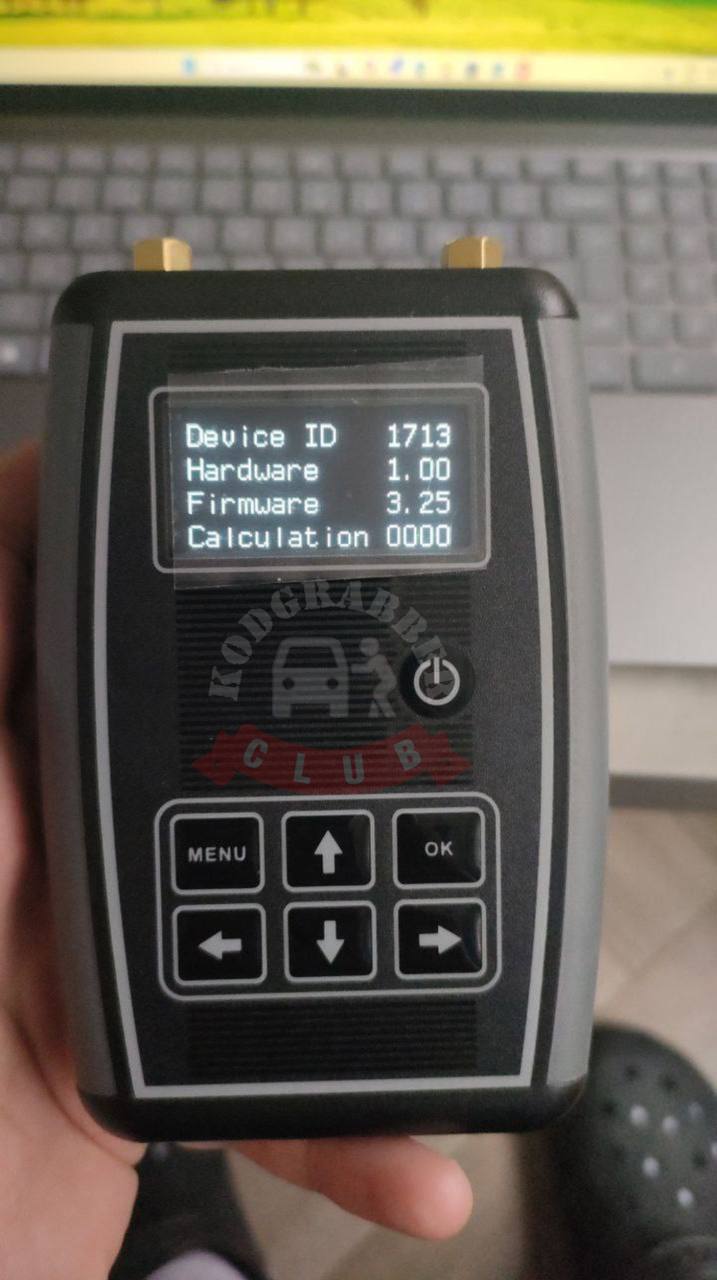 Device ID 1713
Hardware 1.00
Firmware 3.25
Calculation 0000
KODGRABBER
CLUB
MENU
OK